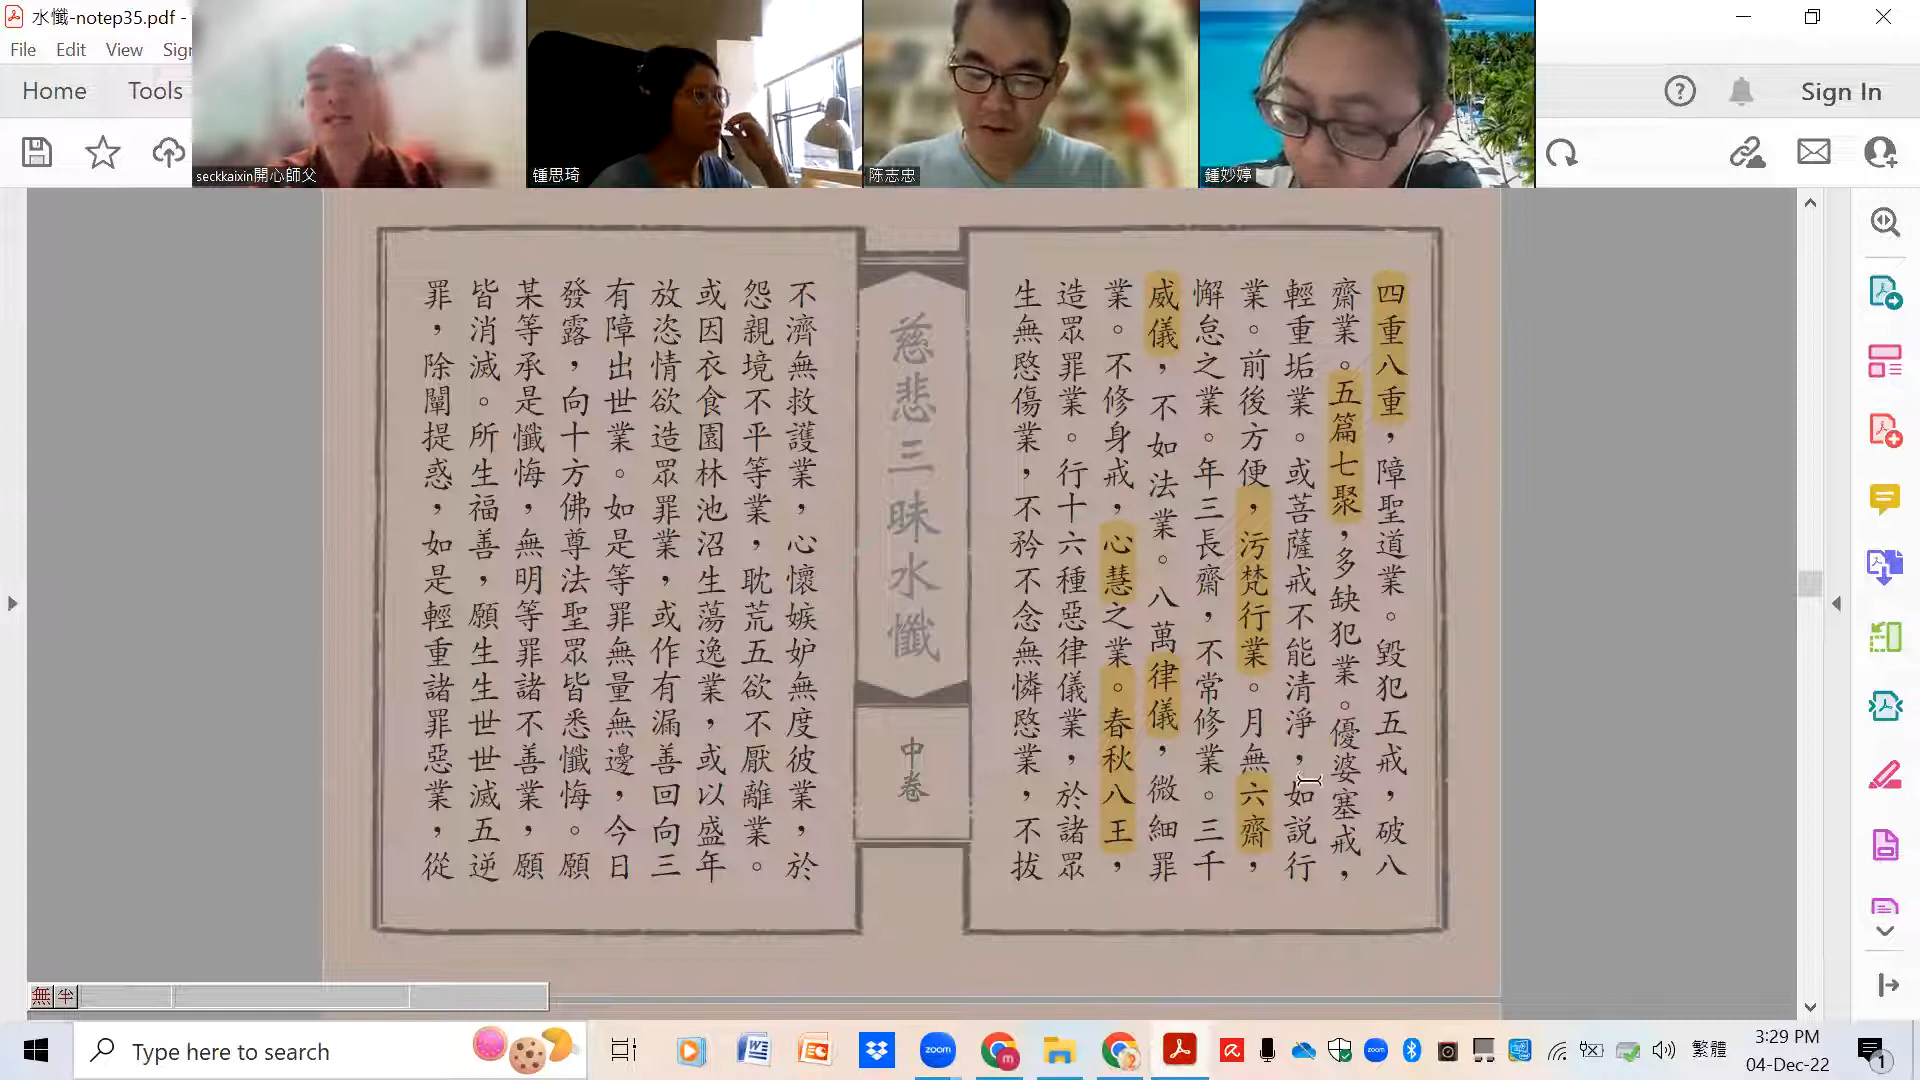 水懺-notep35.pdf -
File Edit View Sig
Home Tools
Sign In
seckkaixin開心師父
锺思琦
陈志忠
鍾妙婷
四重八重，障聖道業。毀犯五戒，破八
齋業。五篇七聚，多缺犯業。優婆塞戒，
輕重垢業。或菩薩戒不能清淨，如說行
業。前後方便，污梵行業。月無六齋，
懈怠之業。年三長齋，不常修業。三千
威儀，不如法業。八萬律儀，微細罪
業。不修身戒，心慧之業。春秋八王，
造眾罪業。行十六種惡律儀業，於諸眾
生無愍傷業，不矜不念無憐愍業，不拔
慈悲三昧水懺
中卷
不濟無救護業，心懷嫉妒無度彼業，於
怨親境不平等業，耽荒五欲不厭離業。
或因衣食園林池沼生蕩逸業，或以盛年
放恣情欲造眾罪業，或作有漏善回向三
有障出世業。如是等罪無量無邊，今日
發露，向十方佛尊法聖眾皆悉懺悔。願
某等承是懺悔，無明等罪諸不善業，願
皆消滅。所生福善，願生生世世滅五逆
罪，除闡提惑，如是輕重諸罪惡業，從
無 半
Type here to search
zoom
繁體
3:29 PM
04-Dec-22
1